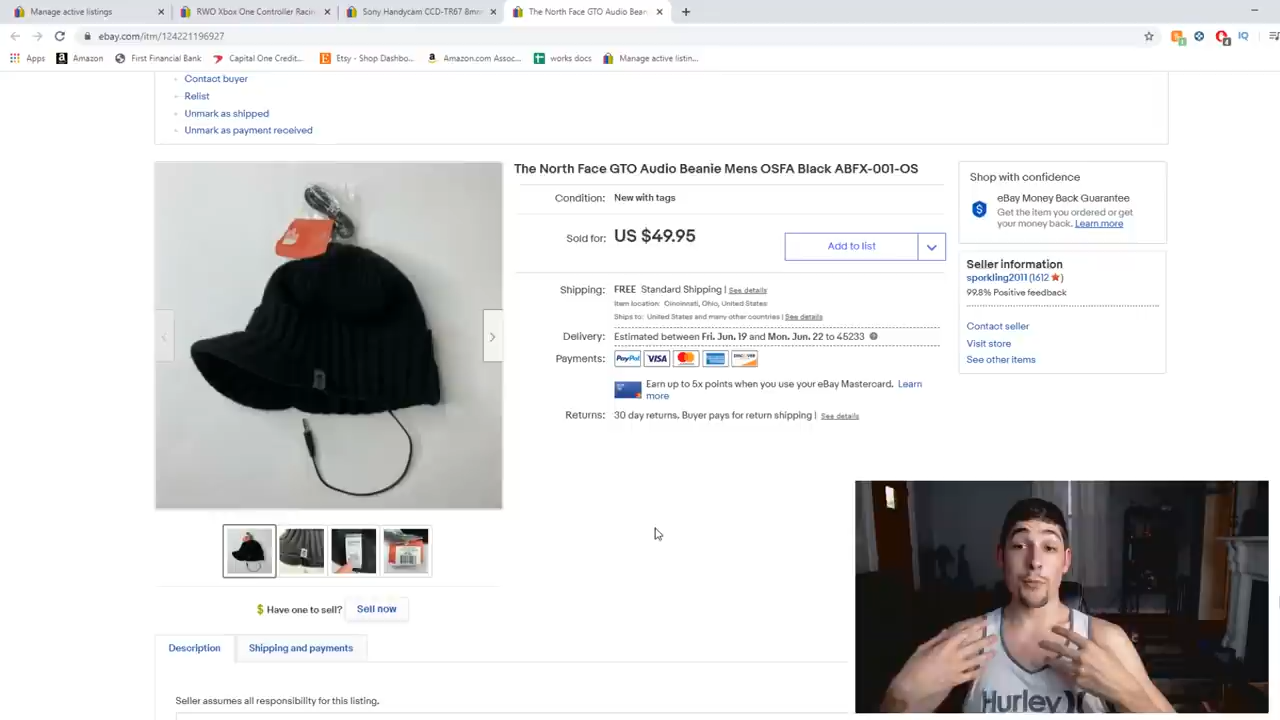 Manage active listings
RWO Xbox One Controller Raci
Sony Handycam CCD-TR67 8mm
The North Face GTO Audio Bean
ebay.com/itm/124221196927
Apps Amazon First Financial Bank Capital One Credit... Etsy - Shop Dashbo... Amazon.com Assoc... works docs Manage active listin...
Contact buyer
Relist
Unmark as shipped
Unmark as payment received
The North Face GTO Audio Beanie Mens OSFA Black ABFX-001-OS
Condition: New with tags
Sold for: US $49.95
Add to list
Shipping: FREE Standard Shipping | See details
Item location: Cincinnati, Ohio, United States
Ships to: United States and many other countries | See details
Delivery: Estimated between Fri. Jun. 19 and Mon. Jun. 22 to 45233
Payments: PayPal VISA
Earn up to 5x points when you use your eBay Mastercard. Learn
more
Returns: 30 day returns. Buyer pays for return shipping | See details
Shop with confidence
eBay Money Back Guarantee
Get the item you ordered or get
your money back. Learn more
Seller information
sporkling2011 (1612)
99.8% Positive feedback
Contact seller
Visit store
See other items
$ Have one to sell? Sell now
Description
Shipping and payments
Seller assumes all responsibility for this listing.
Hurley